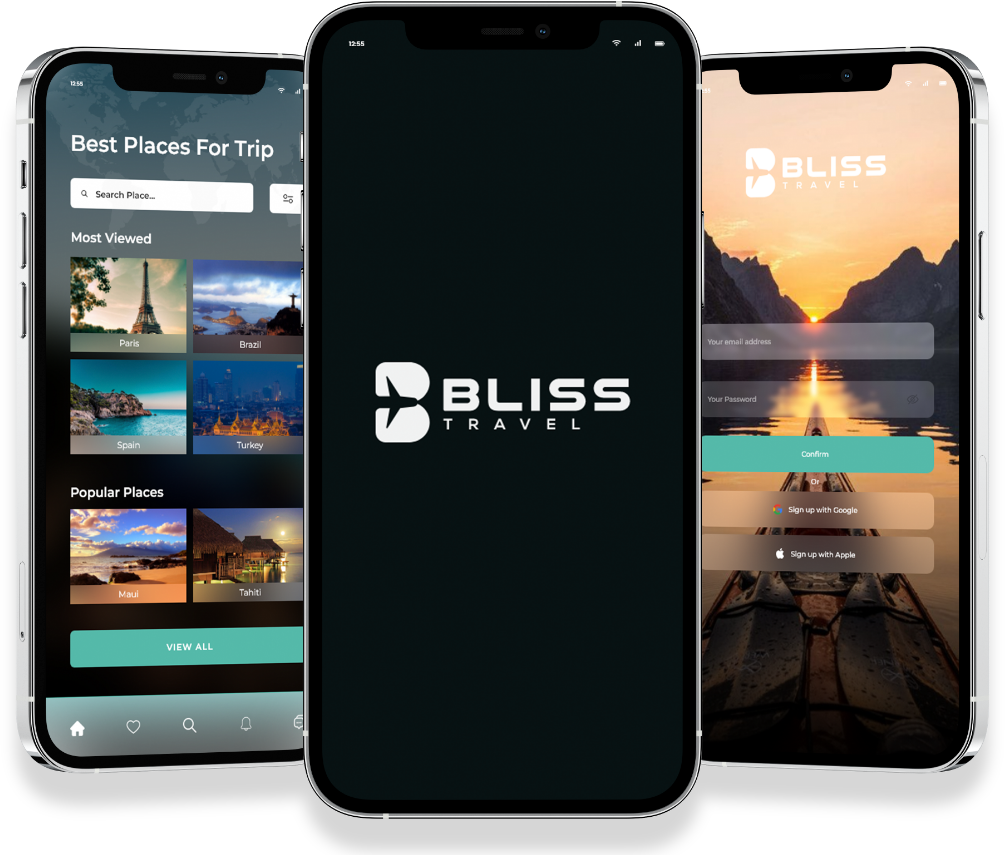 12:55
Best Places For Trip
Search Place...
Most Viewed
Paris
Brazil
Spain
Turkey
Popular Places
Maui
Tahiti
VIEW ALL
12:55
BLISS
TRAVEL
BLISS
TRAVEL
Your email address
Your Password
Confirm
Or
Sign up with Google
Sign up with Apple